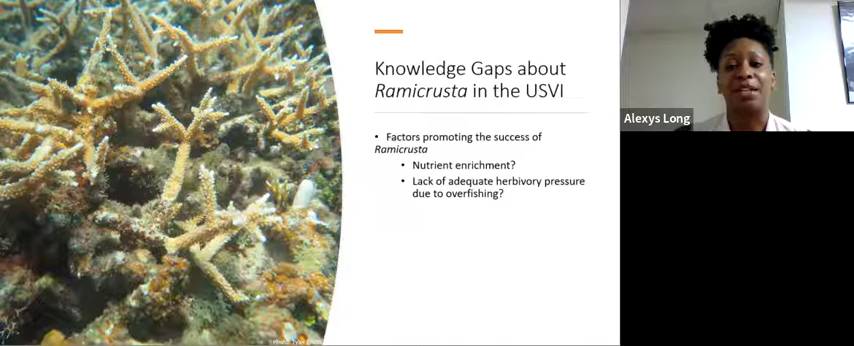 Knowledge Gaps about
Ramicrusta in the USVI
• Factors promoting the success of
Ramicrusta
• Nutrient enrichment?
• Lack of adequate herbivory pressure
due to overfishing?
Alexys Long